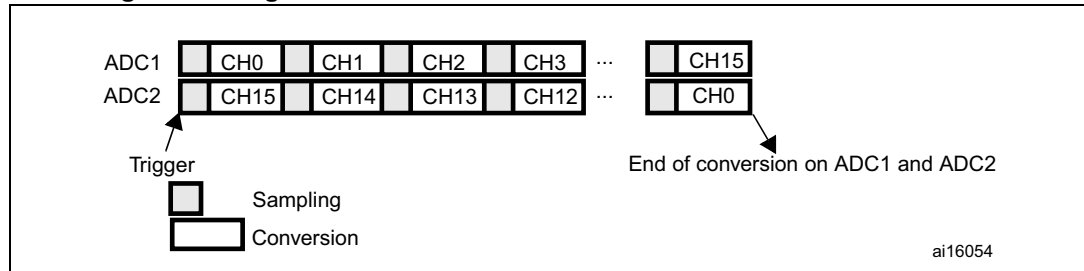 ADC1 CH0 CH1 CH2 CH3 ... CH15
ADC2 CH15 CH14 CH13 CH12 ... CH0
Trigger
End of conversion on ADC1 and ADC2
Sampling
Conversion
ai16054